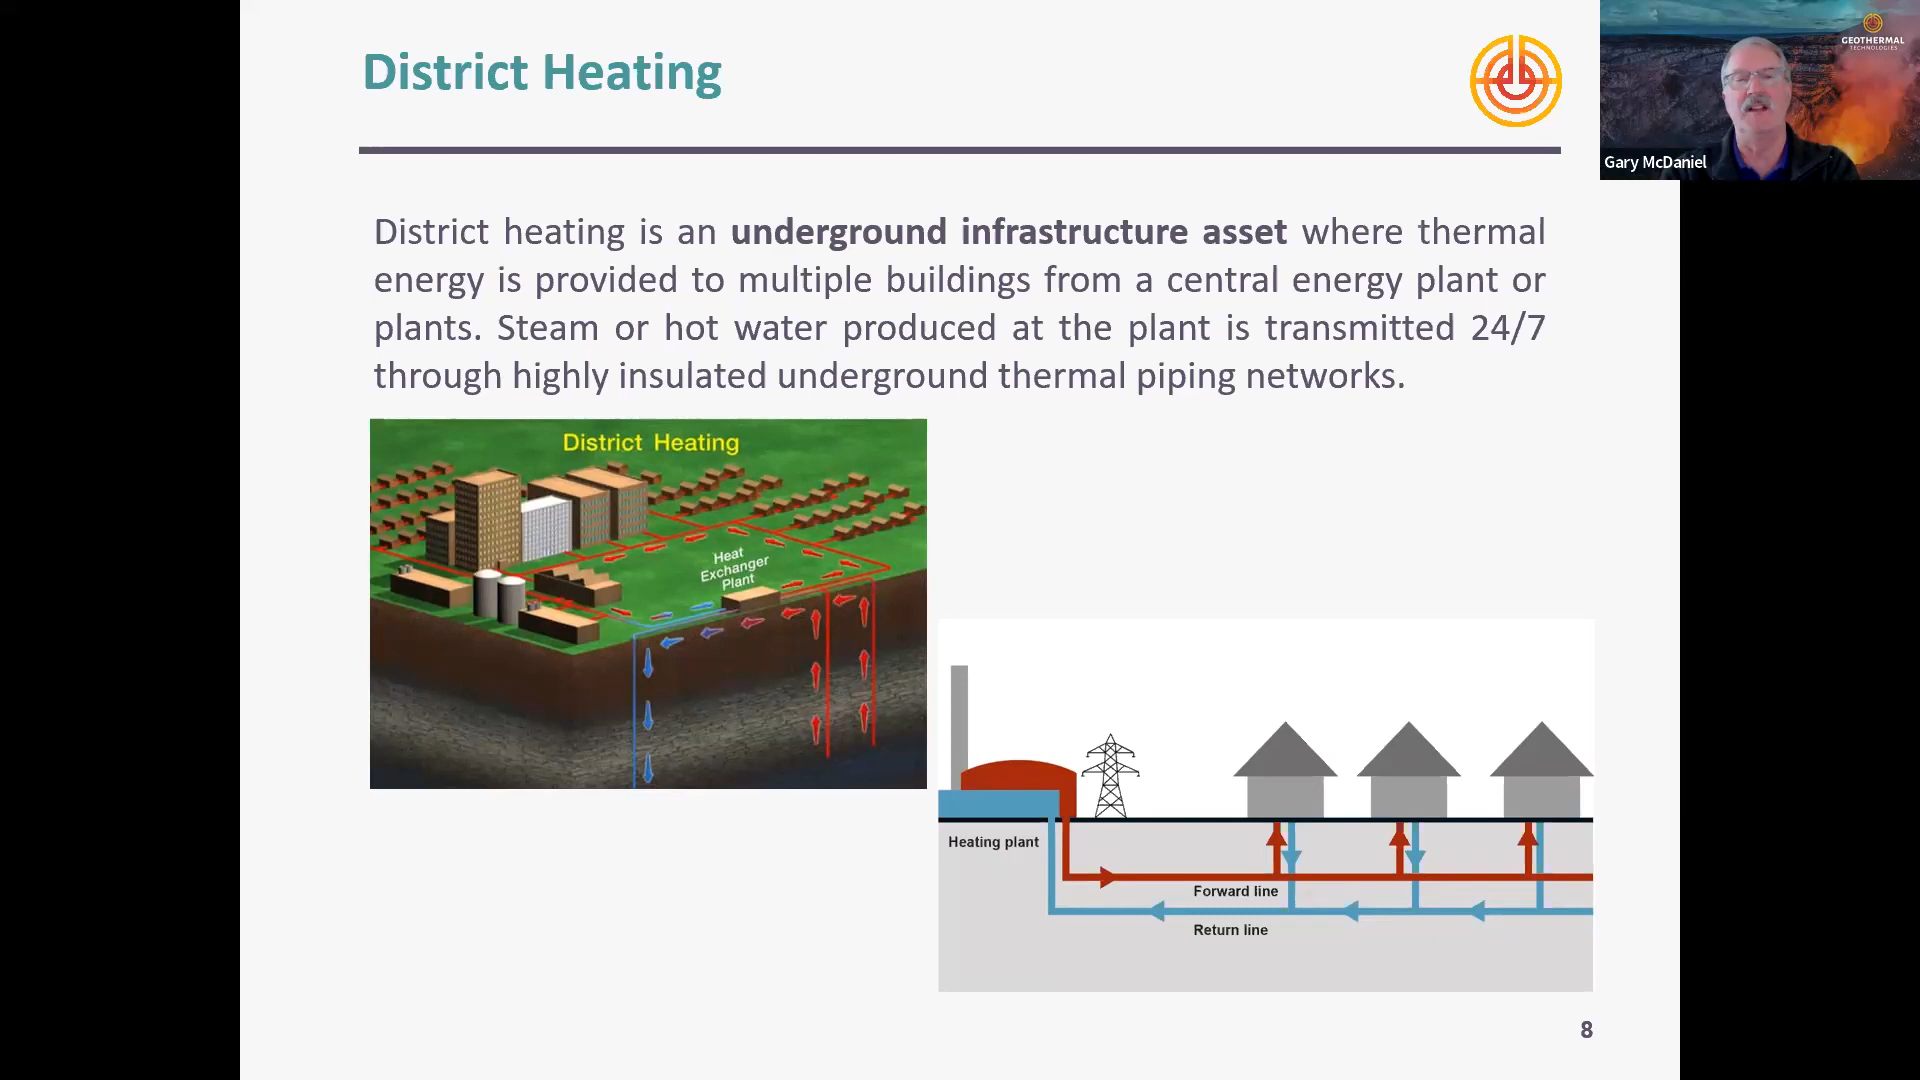 District Heating
GEOTHERMAL
TECHNOLOGIES
Gary McDaniel
District heating is an underground infrastructure asset where thermal
energy is provided to multiple buildings from a central energy plant or
plants. Steam or hot water produced at the plant is transmitted 24/7
through highly insulated underground thermal piping networks.
District Heating
Heat
Exchanger
Plant
Heating plant
Forward line
Return line
8